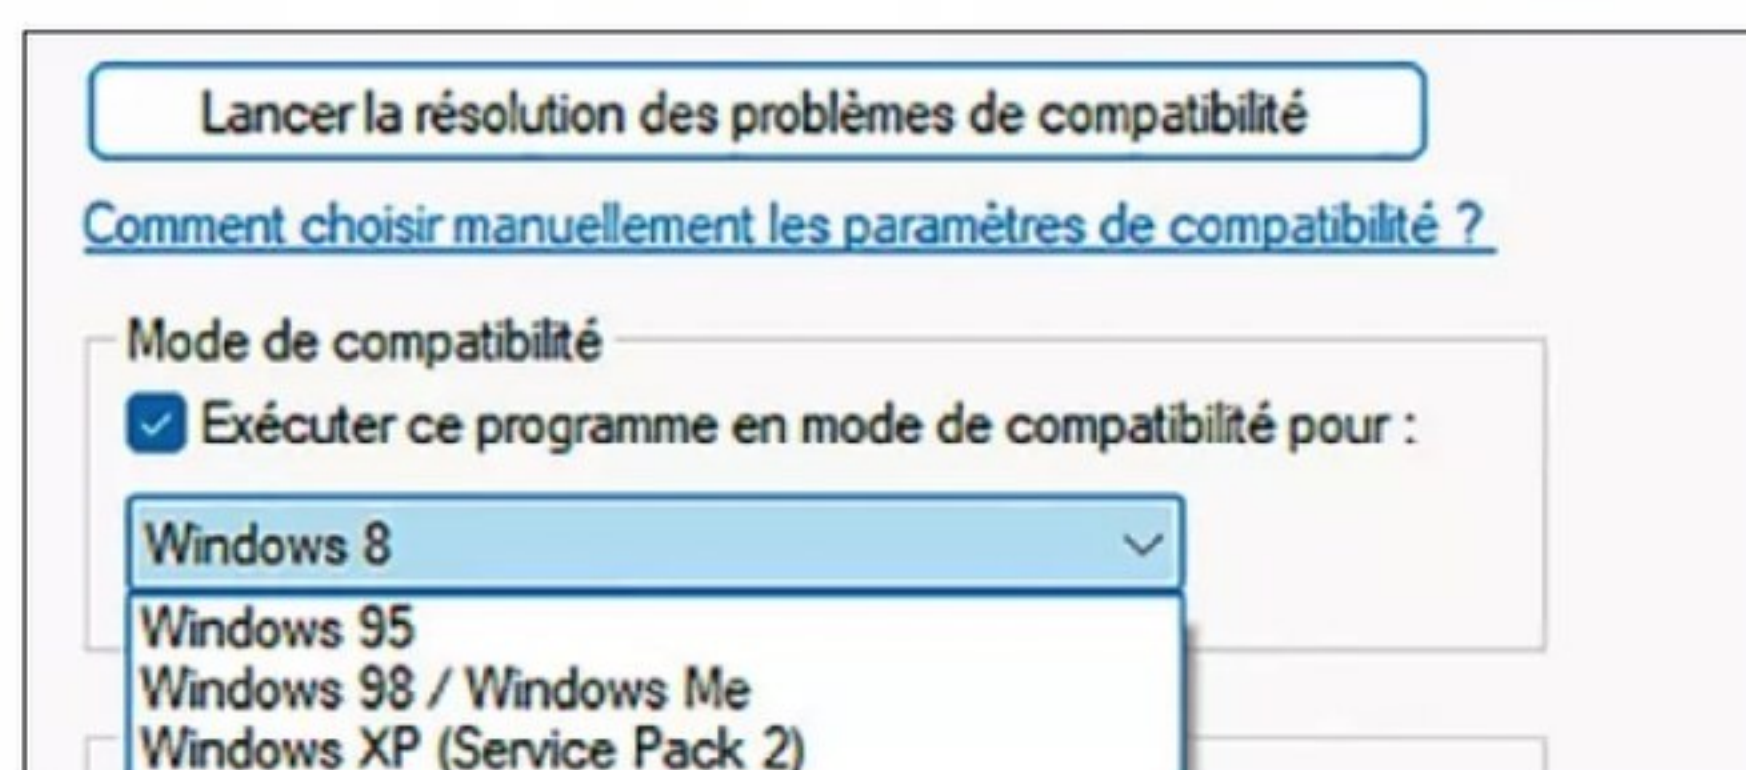 Lancer la résolution des problèmes de compatibilité
Comment choisir manuellement les paramètres de compatibilité ?
Mode de compatibilité
Exécuter ce programme en mode de compatibilité pour :
Windows 8
Windows 95
Windows 98 / Windows Me
Windows XP (Service Pack 2)